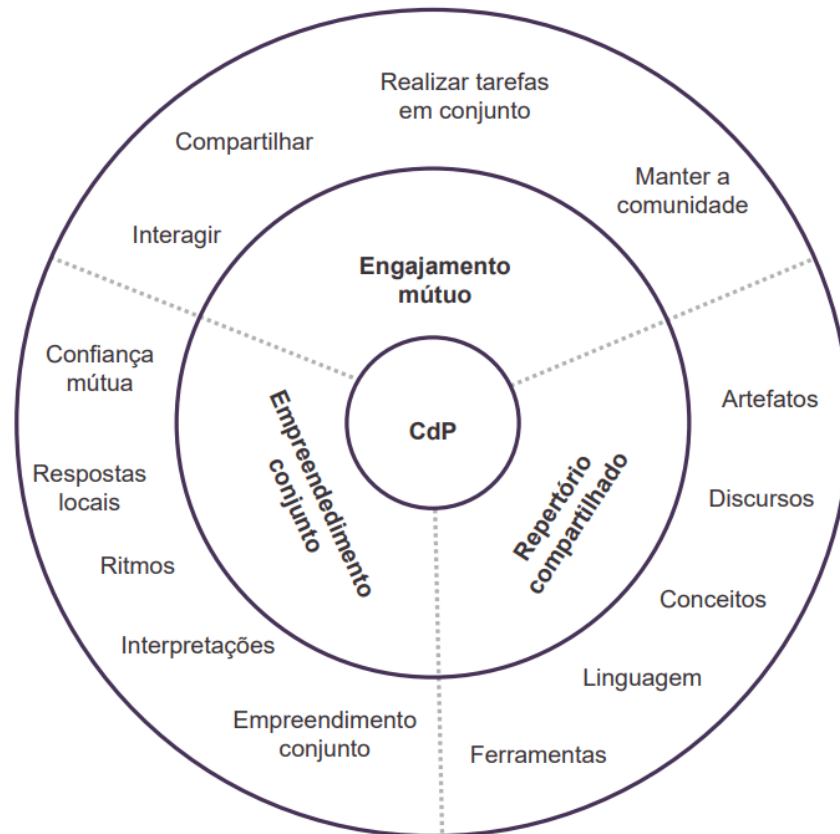 Realizar tarefas
em conjunto
Compartilhar
Manter a
comunidade
Interagir
Engajamento
mútuo
Confiança
mútua
Artefatos
CdP
Empreendedimento
conjunto
Repertório
compartilhado
Respostas
locais
Discursos
Ritmos
Conceitos
Interpretações
Linguagem
Empreendimento
conjunto
Ferramentas